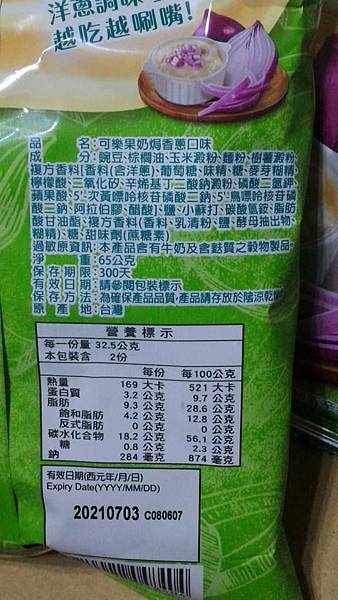 洋蔥調味
越吃越唰嘴!
品名:可樂果奶焗香蔥口味
成分:豌豆、棕櫚油、玉米澱粉、麵粉、樹薯澱粉、
複方香料[香料(含洋蔥)、葡萄糖、味精、糖、麥芽糊精、
檸檬酸、二氧化矽、辛烯基丁二酸鈉澱粉、磷酸三氫鉀、
蘋果酸、5'-次黃嘌呤核苷磷酸二鈉、5'-鳥嘌呤核苷磷
酸二鈉、阿拉伯膠、醋酸]、鹽、小蘇打、碳酸氫銨、脂肪
酸甘油酯、複方香料(香料、乳清粉、鹽、酵母抽出物、
糊精)、糖、甜味劑(蔗糖素)
過敏原資訊:本產品含有牛奶及含麩質之穀物製品。
淨重:65公克
保存期限:300天
有效日期:請參閱包裝標示
保存方法:為確保產品品質,產品請存放於陰涼乾
原產地:台灣
營養標示
每一份量 32.5公克
本包裝含 2份
每份 每100公克
熱量 169 大卡 521 大卡
蛋白質 3.2 公克 9.7 公克
脂肪 9.3 公克 28.6 公克
飽和脂肪 4.2 公克 12.8 公克
反式脂肪 0 公克 0 公克
碳水化合物 18.2 公克 56.1 公克
糖 0.8 公克 2.3 公克
鈉 284 毫克 874 毫克
有效日期(西元年/月/日)
Expiry Date(YYYY/MM/DD)
20210703 C080607